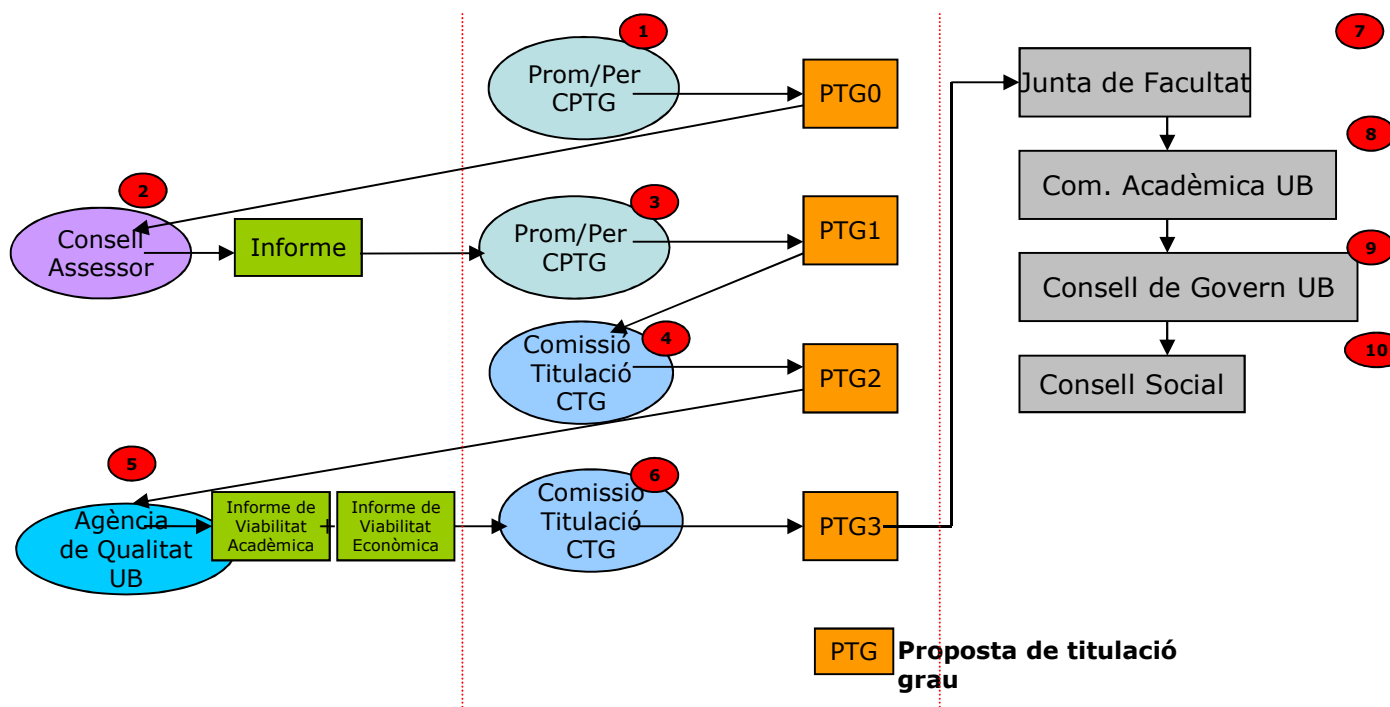 1
Prom/Per
CPTG
PTG0
2
Consell
Assessor
Informe
3
Prom/Per
CPTG
PTG1
4
Comissió
Titulació
CTG
PTG2
5
Agència
de Qualitat
UB
Informe de
Viabilitat
Acadèmica
+
Informe de
Viabilitat
Econòmica
6
Comissió
Titulació
CTG
PTG3
7
Junta de Facultat
8
Com. Acadèmica UB
9
Consell de Govern UB
10
Consell Social
PTG
Proposta de titulació
grau